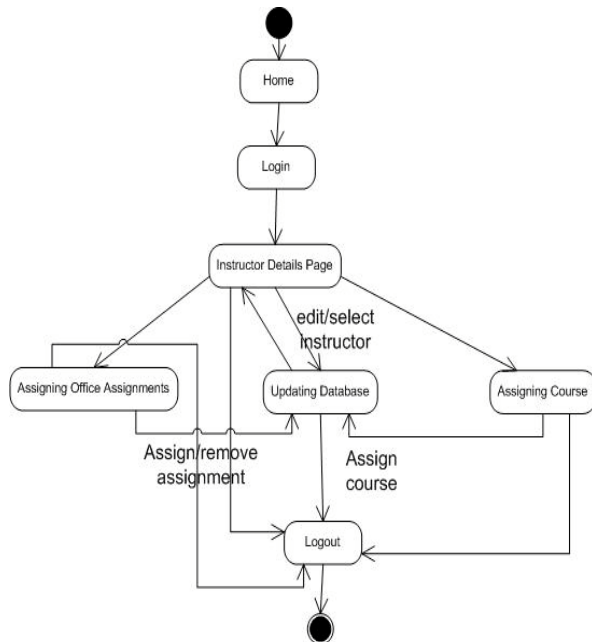 Home
Login
Instructor Details Page
edit/select
instructor
Assigning Office Assignments
Updating Database
Assigning Course
Assign/remove
assignment
Assign
course
Logout